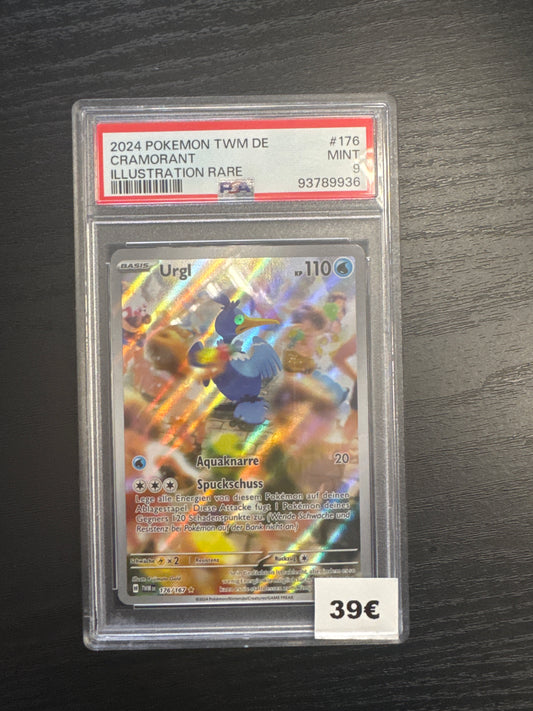 2024 POKEMON TWM DE #176
CRAMORANT MINT
ILLUSTRATION RARE 9
PSA 93789936
BASIS Urgl KP 110
Aquaknarre 20
Spuckschuss
Lege alle Energien von diesem Pokémon auf deinen
Ablagestapel. Diese Attacke fügt 1 Pokémon deines
Gegners 120 Schadenspunkte zu. (Wende Schwäche und
Resistenz bei Pokémon auf der Bank nicht an.)
Schwäche x2 Resistenz Rückzug
176/167
©2024 Pokémon/Nintendo/Creatures/GAME FREAK
39€